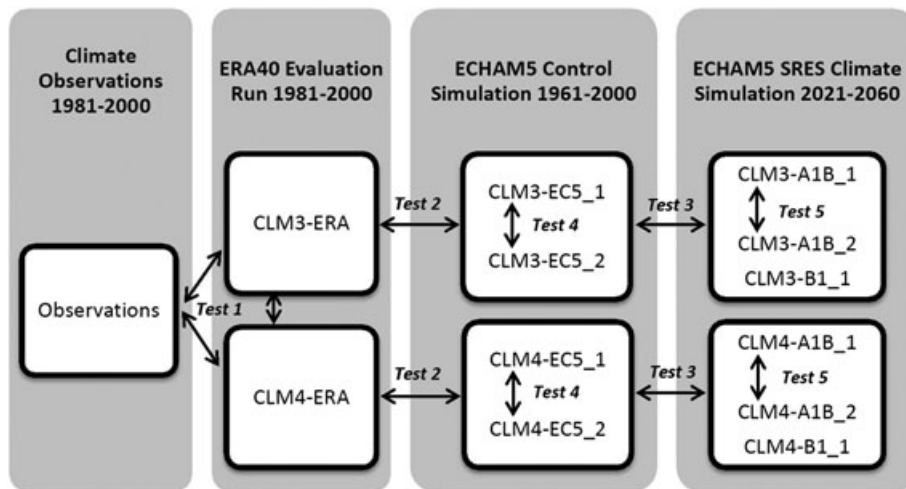 Climate
Observations
1981-2000
ERA40 Evaluation
Run 1981-2000
ECHAM5 Control
Simulation 1961-2000
ECHAM5 SRES Climate
Simulation 2021-2060
Observations
Test 1
CLM3-ERA
CLM4-ERA
Test 2
Test 2
CLM3-EC5_1
Test 4
CLM3-EC5_2
CLM4-EC5_1
Test 4
CLM4-EC5_2
Test 3
Test 3
CLM3-A1B_1
Test 5
CLM3-A1B_2
CLM3-B1_1
CLM4-A1B_1
Test 5
CLM4-A1B_2
CLM4-B1_1